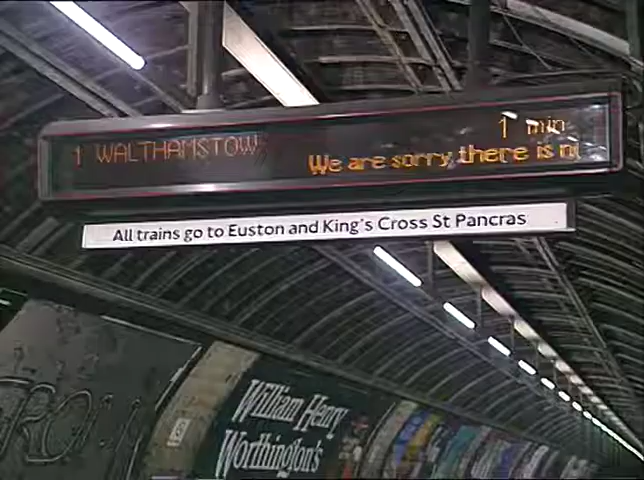 1 WALTHAMSTOW 1 min
We are sorry, there is n
All trains go to Euston and King's Cross St Pancras
William Henry
Worthington's